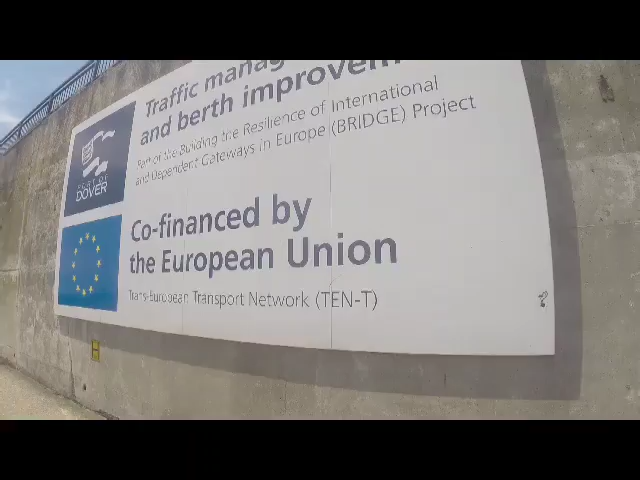 Traffic
and berth improvem
Part of the Building the Resilience of International
and Dependent Gateways in Europe (BRIDGE) Project
PORT OF
DOVER
Co-financed by
the European Union
Trans-European Transport Network (TEN-T)
H